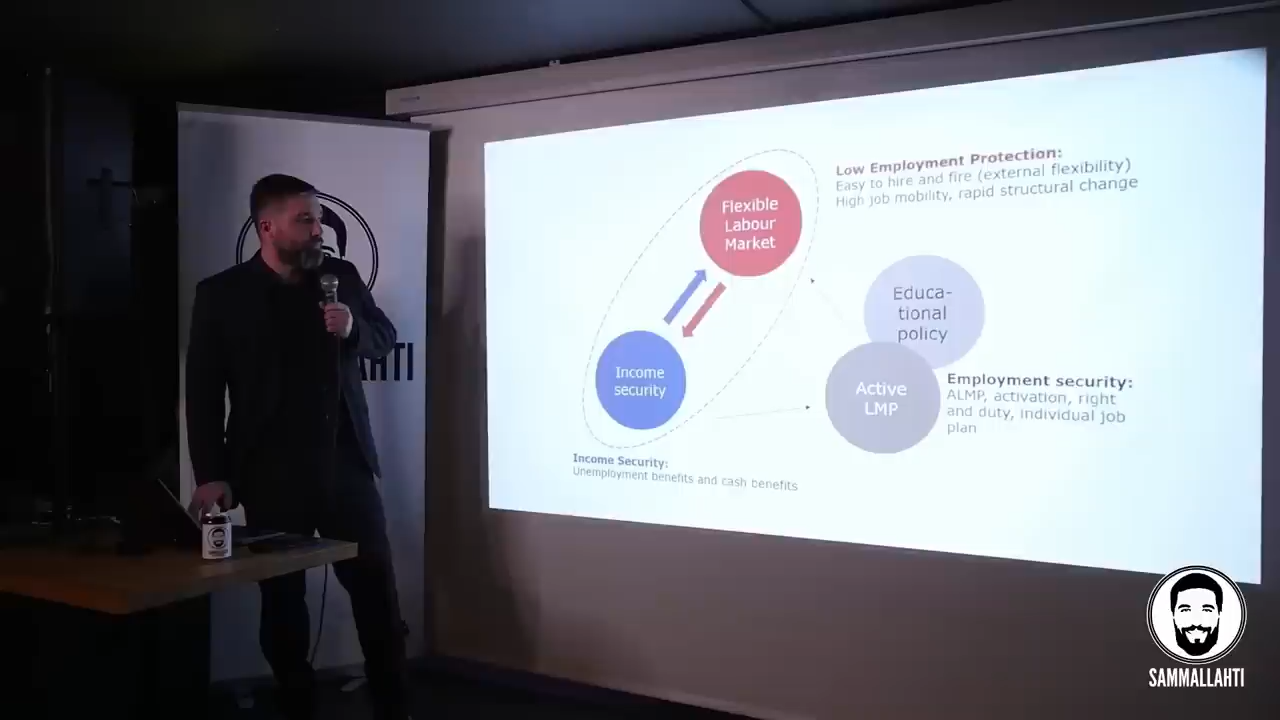 Low Employment Protection:
Easy to hire and fire (external flexibility)
High job mobility, rapid structural change
Flexible
Labour
Market
Educa-
tional
policy
Income
security
Active
LMP
Employment security:
ALMP, activation, right
and duty, individual job
plan
Income Security:
Unemployment benefits and cash benefits
AHTI
SAMMALLAHTI